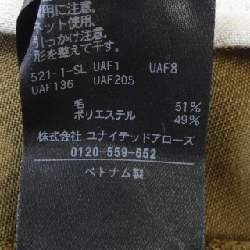 用に注意。
ネット使用。
引っかけ注意。
形を整えて干す。
521-1-SL UAF1 UAF8
UAF136 UAF205
毛 51%
ポリエステル 49%
株式会社 ユナイテッドアローズ
0120-559-652
ベトナム製